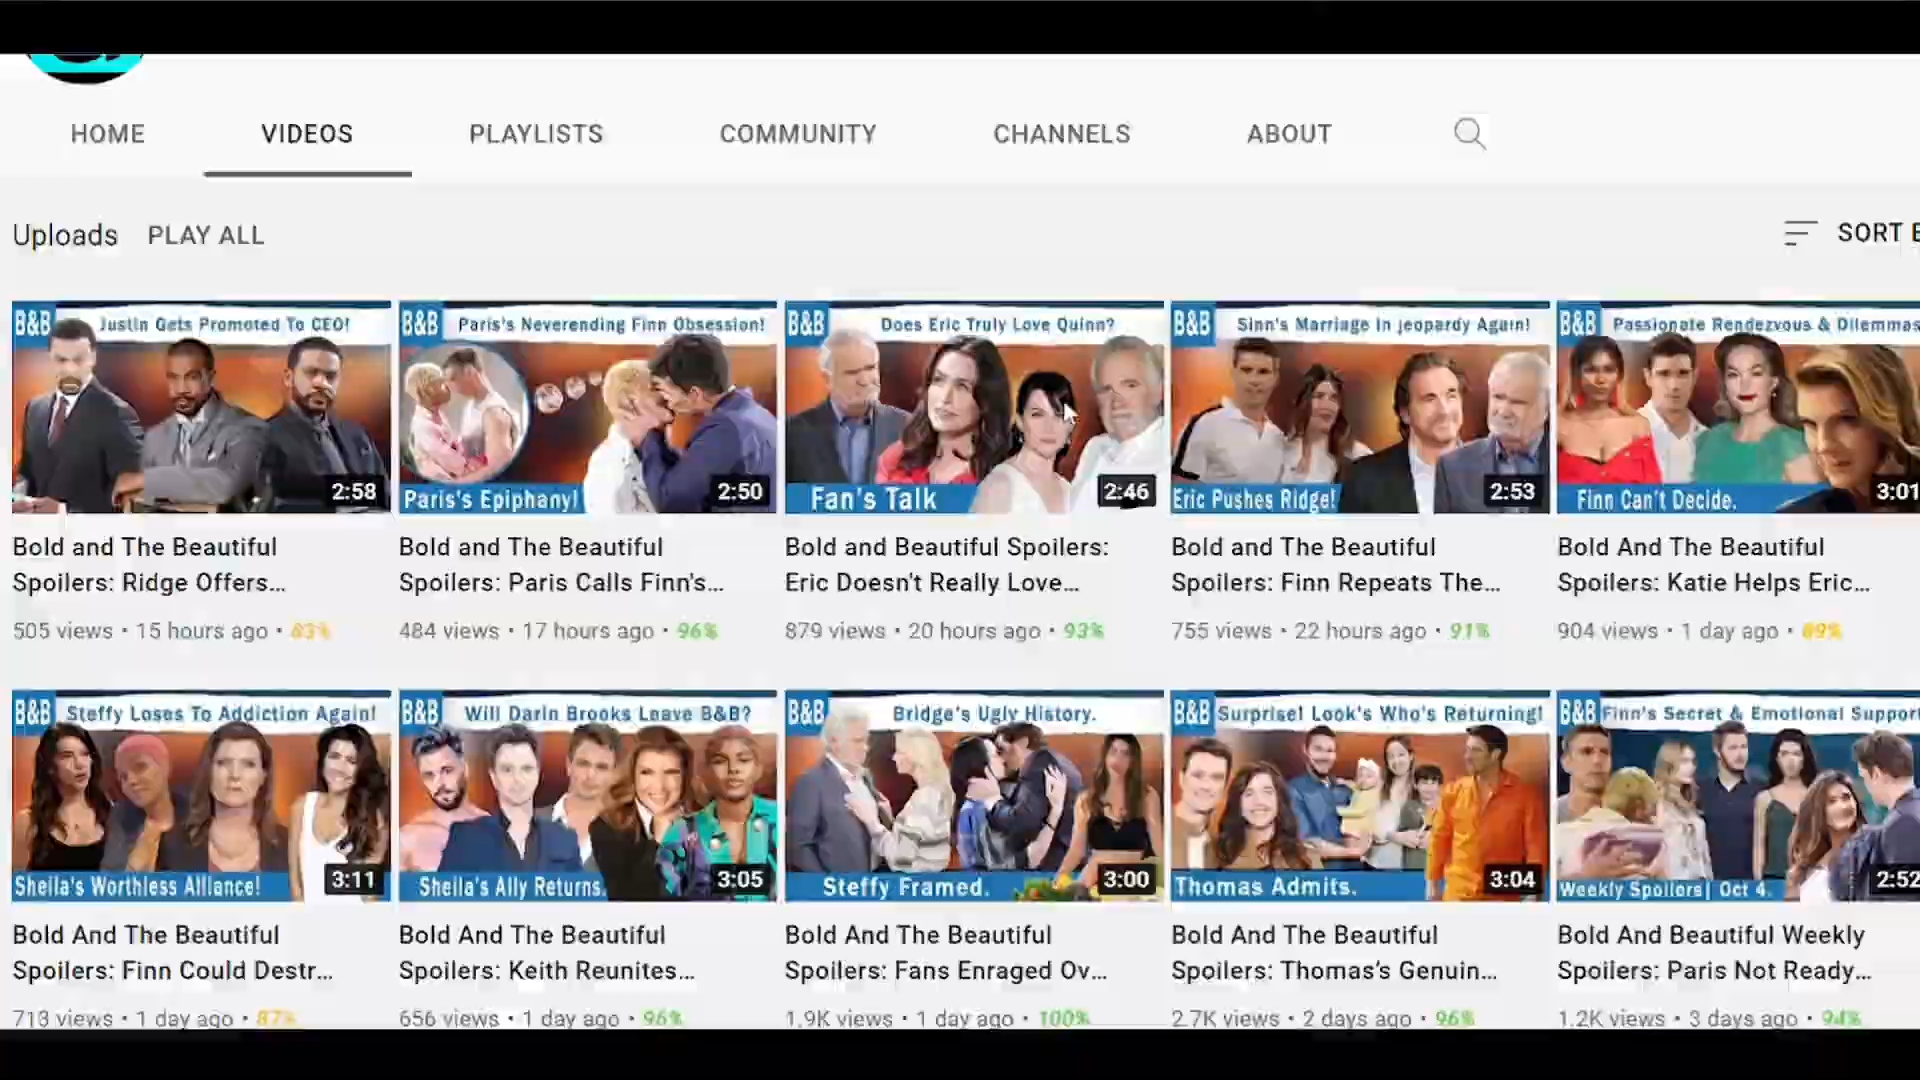 HOME VIDEOS PLAYLISTS COMMUNITY CHANNELS ABOUT
Uploads PLAY ALL SORT
B&B Justin Gets Promoted To CEO!
2:58
B&B Paris's Neverending Finn Obsession!
Paris's Epiphany! 2:50
B&B Does Eric Truly Love Quinn?
Fan's Talk 2:46
B&B Sinn's Marriage In Jeopardy Again!
Eric Pushes Ridge! 2:53
B&B Passionate Rendezvous & Dilemmas
Finn Can't Decide. 3:01
Bold and The Beautiful
Spoilers: Ridge Offers...
505 views • 15 hours ago • 83%
Bold and The Beautiful
Spoilers: Paris Calls Finn's...
484 views • 17 hours ago • 96%
Bold and Beautiful Spoilers:
Eric Doesn't Really Love...
879 views • 20 hours ago • 93%
Bold and The Beautiful
Spoilers: Finn Repeats The...
755 views • 22 hours ago • 91%
Bold And The Beautiful
Spoilers: Katie Helps Eric...
904 views • 1 day ago • 89%
B&B Steffy Loses To Addiction Again!
Sheila's Worthless Alliance! 3:11
B&B Will Darin Brooks Leave B&B?
Sheila's Ally Returns. 3:05
B&B Bridge's Ugly History.
Steffy Framed. 3:00
B&B Surprise! Look's Who's Returning!
Thomas Admits. 3:04
B&B Finn's Secret & Emotional Support
Weekly Spoilers| Oct 4. 2:52
Bold And The Beautiful
Spoilers: Finn Could Destr...
713 views • 1 day ago • 87%
Bold And The Beautiful
Spoilers: Keith Reunites...
656 views • 1 day ago • 96%
Bold And The Beautiful
Spoilers: Fans Enraged Ov...
1.9K views • 1 day ago • 100%
Bold And The Beautiful
Spoilers: Thomas's Genuin...
2.7K views • 2 days ago • 96%
Bold And Beautiful Weekly
Spoilers: Paris Not Ready...
1.2K views • 3 days ago • 94%